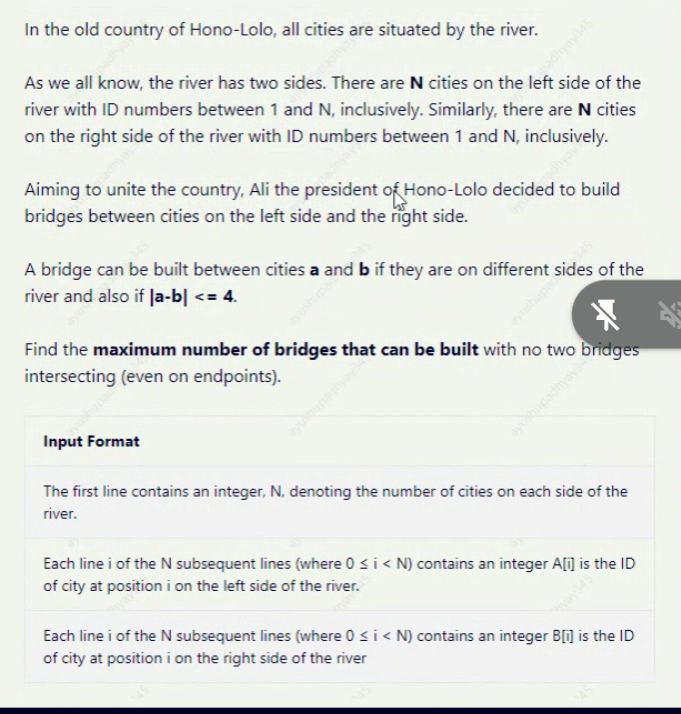 In the old country of Hono-Lolo, all cities are situated by the river.
As we all know, the river has two sides. There are N cities on the left side of the
river with ID numbers between 1 and N, inclusively. Similarly, there are N cities
on the right side of the river with ID numbers between 1 and N, inclusively.
Aiming to unite the country, Ali the president of Hono-Lolo decided to build
bridges between cities on the left side and the right side.
A bridge can be built between cities a and b if they are on different sides of the
river and also if |a-b| <= 4.
Find the maximum number of bridges that can be built with no two bridges
intersecting (even on endpoints).
Input Format
The first line contains an integer, N, denoting the number of cities on each side of the
river.
Each line i of the N subsequent lines (where 0 ≤ i < N) contains an integer A[i] is the ID
of city at position i on the left side of the river.
Each line i of the N subsequent lines (where 0 ≤ i < N) contains an integer B[i] is the ID
of city at position i on the right side of the river